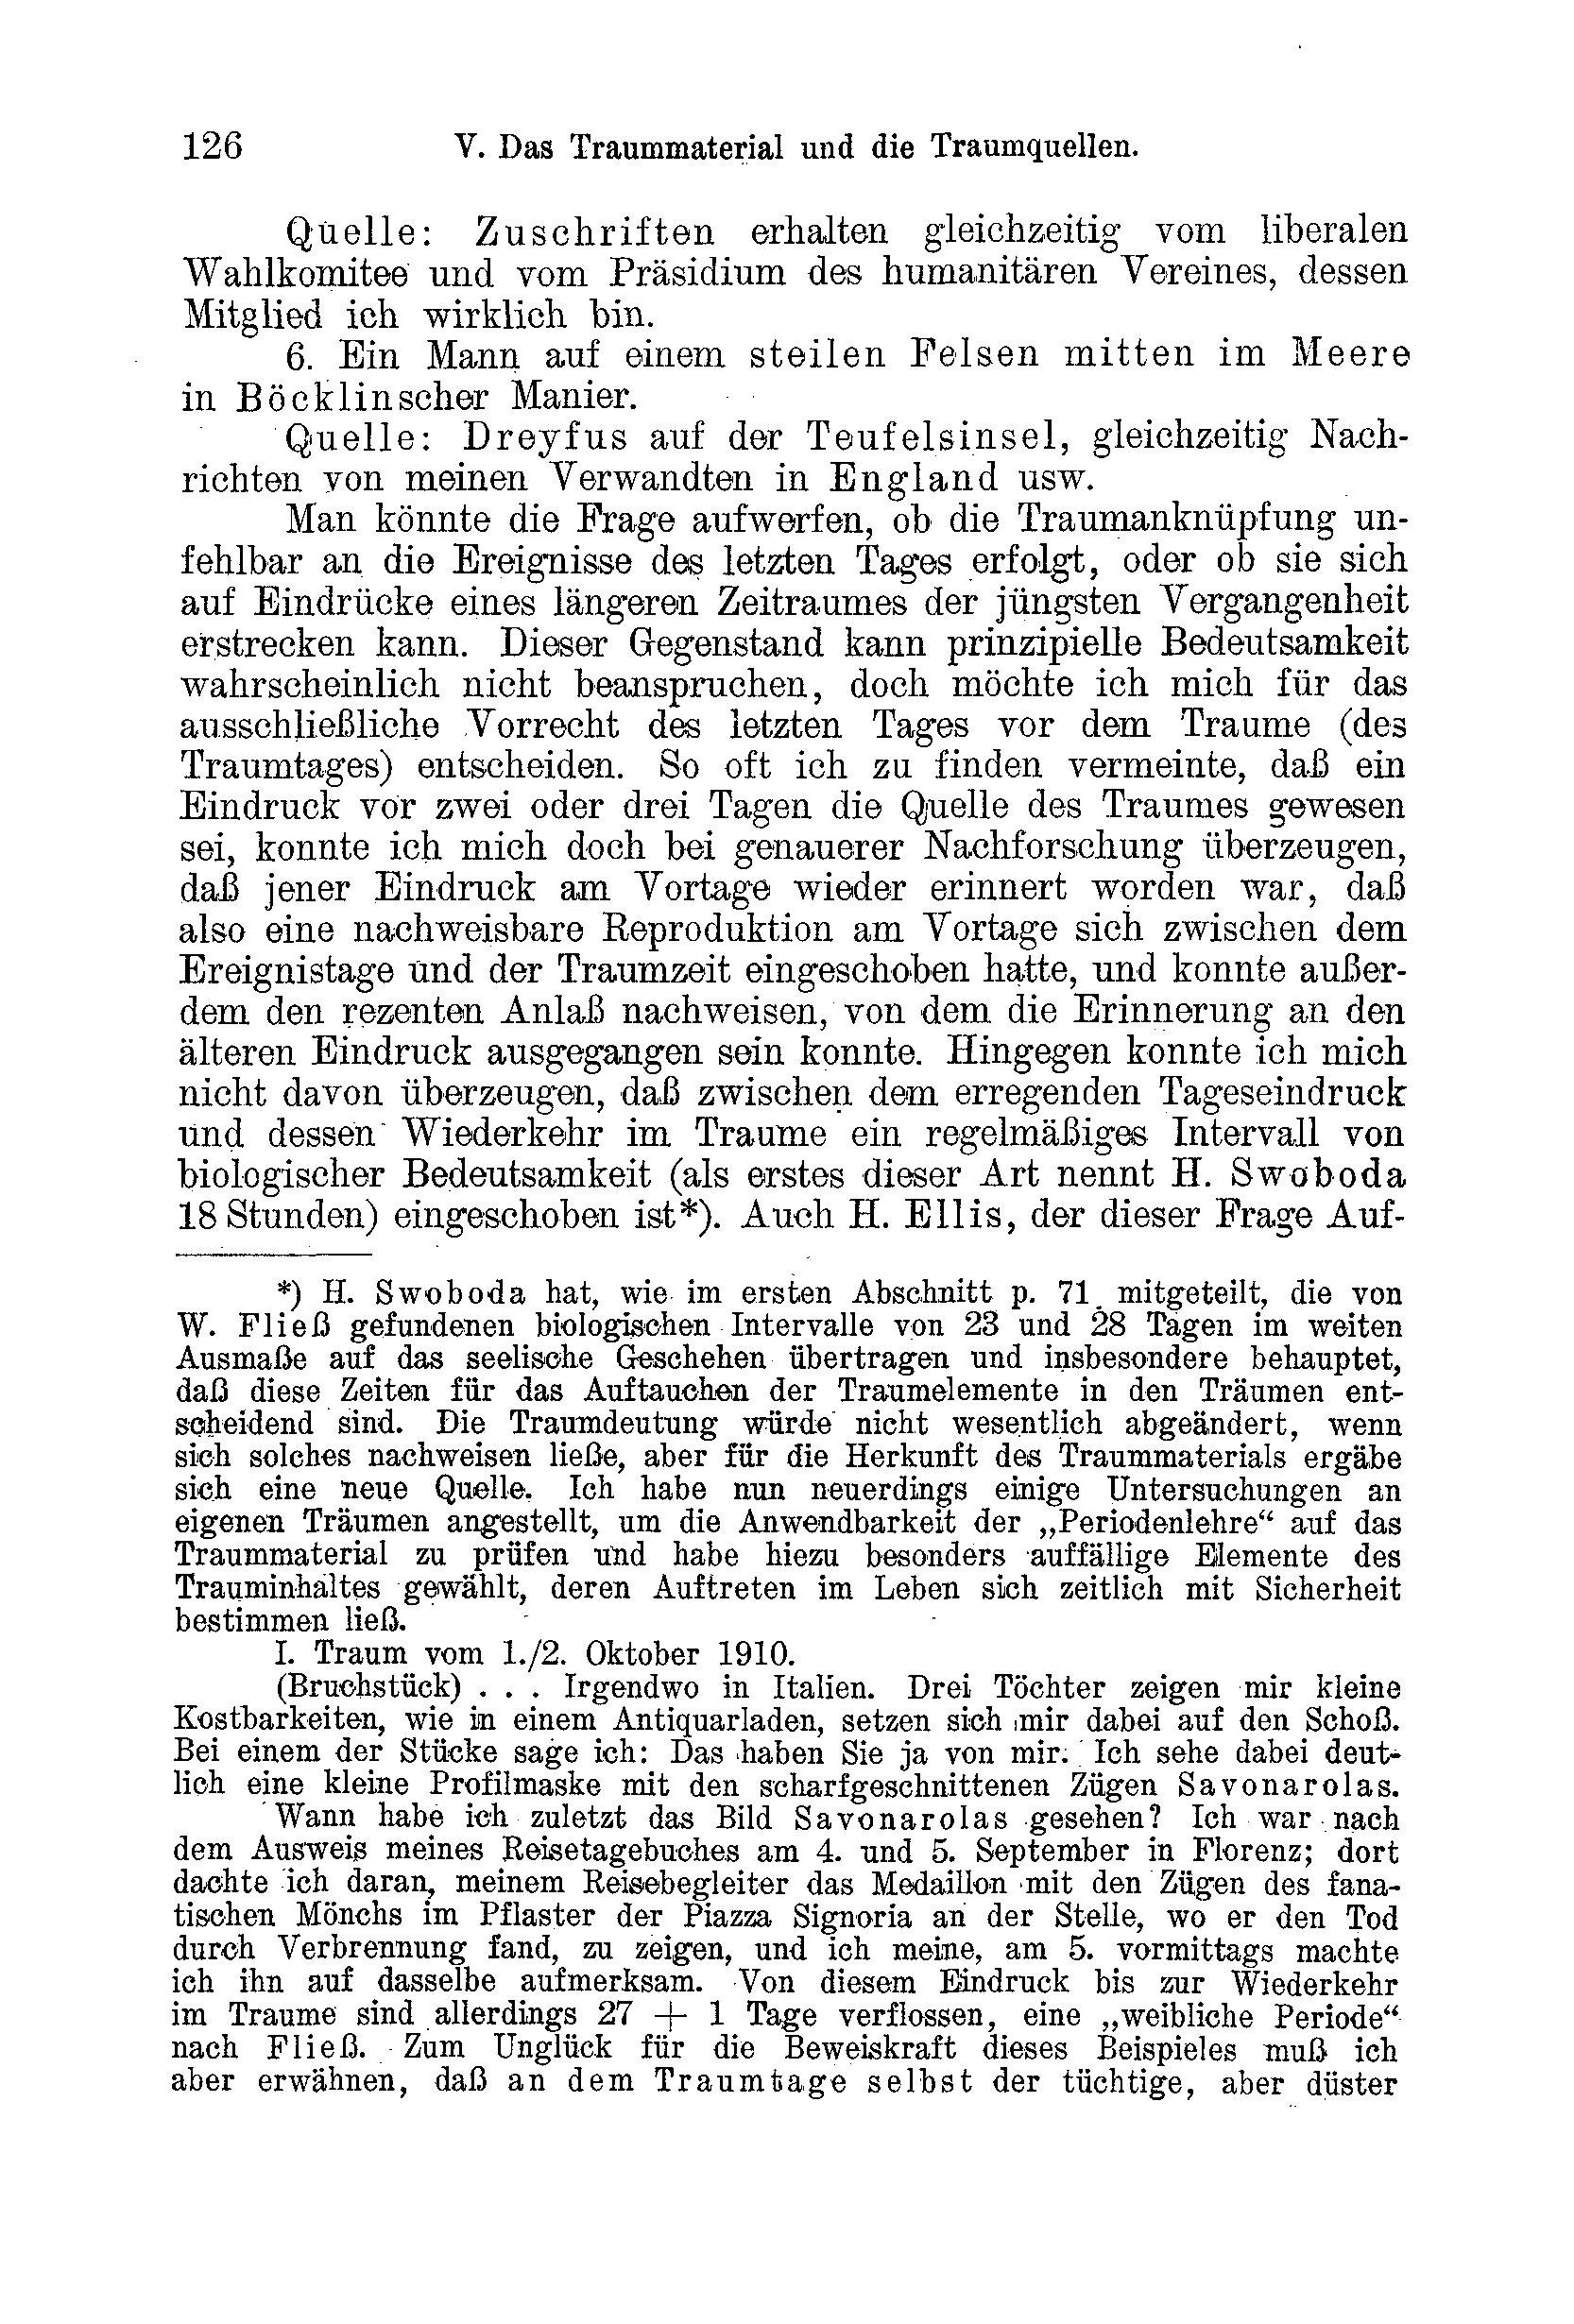 126 V. Das Traummaterial und die Traumquellen.
Quelle: Zuschriften erhalten gleichzeitig vom liberalen
Wahlkomitee und vom Präsidium des humanitären Vereines, dessen
Mitglied ich wirklich bin.
6. Ein Mann auf einem steilen Felsen mitten im Meere
in Böcklinscher Manier.
Quelle: Dreyfus auf der Teufelsinsel, gleichzeitig Nach-
richten von meinen Verwandten in England usw.
Man könnte die Frage aufwerfen, ob die Traumanknüpfung un-
fehlbar an die Ereignisse des letzten Tages erfolgt, oder ob sie sich
auf Eindrücke eines längeren Zeitraumes der jüngsten Vergangenheit
erstrecken kann. Dieser Gegenstand kann prinzipielle Bedeutsamkeit
wahrscheinlich nicht beanspruchen, doch möchte ich mich für das
ausschließliche Vorrecht des letzten Tages vor dem Traume (des
Traumtages) entscheiden. So oft ich zu finden vermeinte, daß ein
Eindruck vor zwei oder drei Tagen die Quelle des Traumes gewesen
sei, konnte ich mich doch bei genauerer Nachforschung überzeugen,
daß jener Eindruck am Vortage wieder erinnert worden war, daß
also eine nachweisbare Reproduktion am Vortage sich zwischen dem
Ereignistage und der Traumzeit eingeschoben hatte, und konnte außer-
dem den rezenten Anlaß nachweisen, von dem die Erinnerung an den
älteren Eindruck ausgegangen sein konnte. Hingegen konnte ich mich
nicht davon überzeugen, daß zwischen dem erregenden Tageseindruck
und dessen Wiederkehr im Traume ein regelmäßiges Intervall von
biologischer Bedeutsamkeit (als erstes dieser Art nennt H. Swoboda
18 Stunden) eingeschoben ist*). Auch H. Ellis, der dieser Frage Auf-
*) H. Swoboda hat, wie im ersten Abschnitt p. 71 mitgeteilt, die von
W. Fließ gefundenen biologischen Intervalle von 23 und 28 Tagen im weiten
Ausmaße auf das seelische Geschehen übertragen und insbesondere behauptet,
daß diese Zeiten für das Auftauchen der Traumelemente in den Träumen ent-
scheidend sind. Die Traumdeutung würde nicht wesentlich abgeändert, wenn
sich solches nachweisen ließe, aber für die Herkunft des Traummaterials ergäbe
sich eine neue Quelle. Ich habe nun neuerdings einige Untersuchungen an
eigenen Träumen angestellt, um die Anwendbarkeit der „Periodenlehre“ auf das
Traummaterial zu prüfen und habe hiezu besonders auffällige Elemente des
Trauminhaltes gewählt, deren Auftreten im Leben sich zeitlich mit Sicherheit
bestimmen ließ.
I. Traum vom 1./2. Oktober 1910.
(Bruchstück) . . . Irgendwo in Italien. Drei Töchter zeigen mir kleine
Kostbarkeiten, wie in einem Antiquarladen, setzen sich mir dabei auf den Schoß.
Bei einem der Stücke sage ich: Das haben Sie ja von mir. Ich sehe dabei deut-
lich eine kleine Profilmaske mit den scharfgeschnittenen Zügen Savonarolas.
Wann habe ich zuletzt das Bild Savonarolas gesehen? Ich war nach
dem Ausweis meines Reisetagebuches am 4. und 5. September in Florenz; dort
dachte ich daran, meinem Reisebegleiter das Medaillon mit den Zügen des fana-
tischen Mönchs im Pflaster der Piazza Signoria an der Stelle, wo er den Tod
durch Verbrennung fand, zu zeigen, und ich meine, am 5. vormittags machte
ich ihn auf dasselbe aufmerksam. Von diesem Eindruck bis zur Wiederkehr
im Traume sind allerdings 27 + 1 Tage verflossen, eine „weibliche Periode“
nach Fließ. Zum Unglück für die Beweiskraft dieses Beispieles muß ich
aber erwähnen, daß an dem Traumtage selbst der tüchtige, aber düster